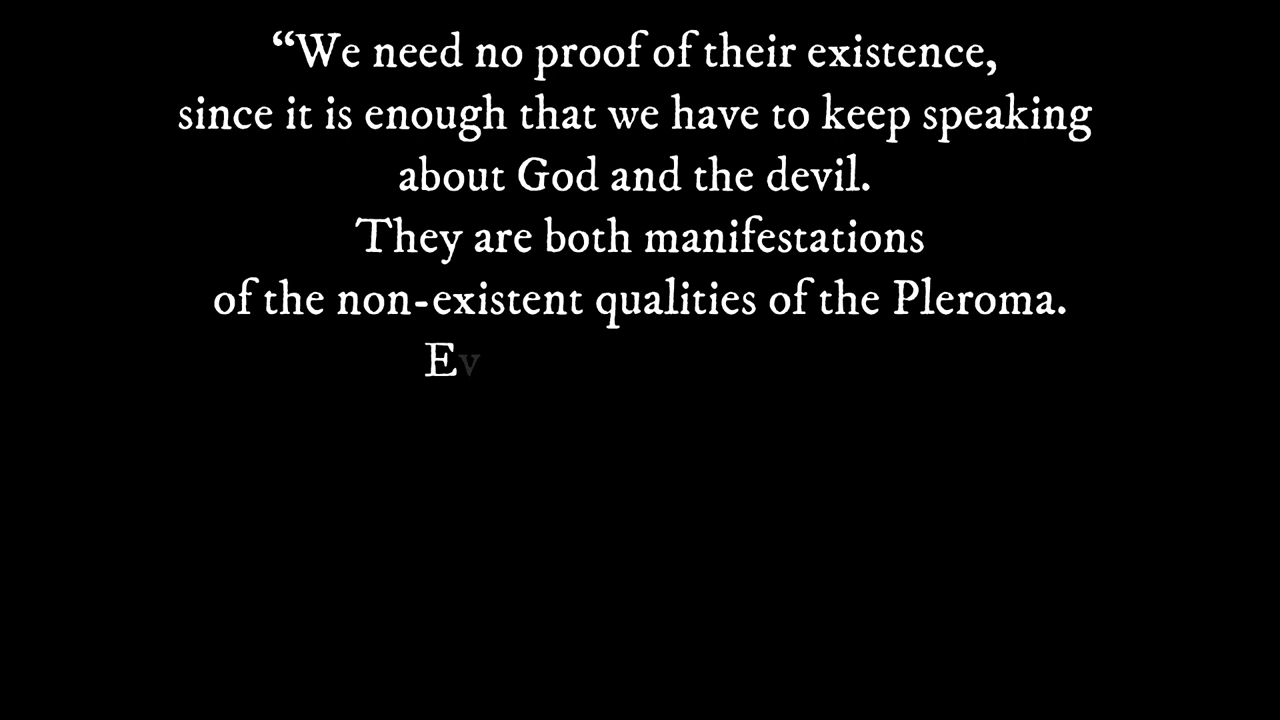 “We need no proof of their existence,
since it is enough that we have to keep speaking
about God and the devil.
They are both manifestations
of the non-existent qualities of the Pleroma.
Ev